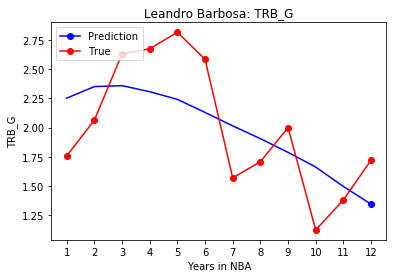 Leandro Barbosa: TRB_G
Prediction
True
2.75
2.50
2.25
2.00
1.75
1.50
1.25
TRB_G
1 2 3 4 5 6 7 8 9 10 11 12
Years in NBA